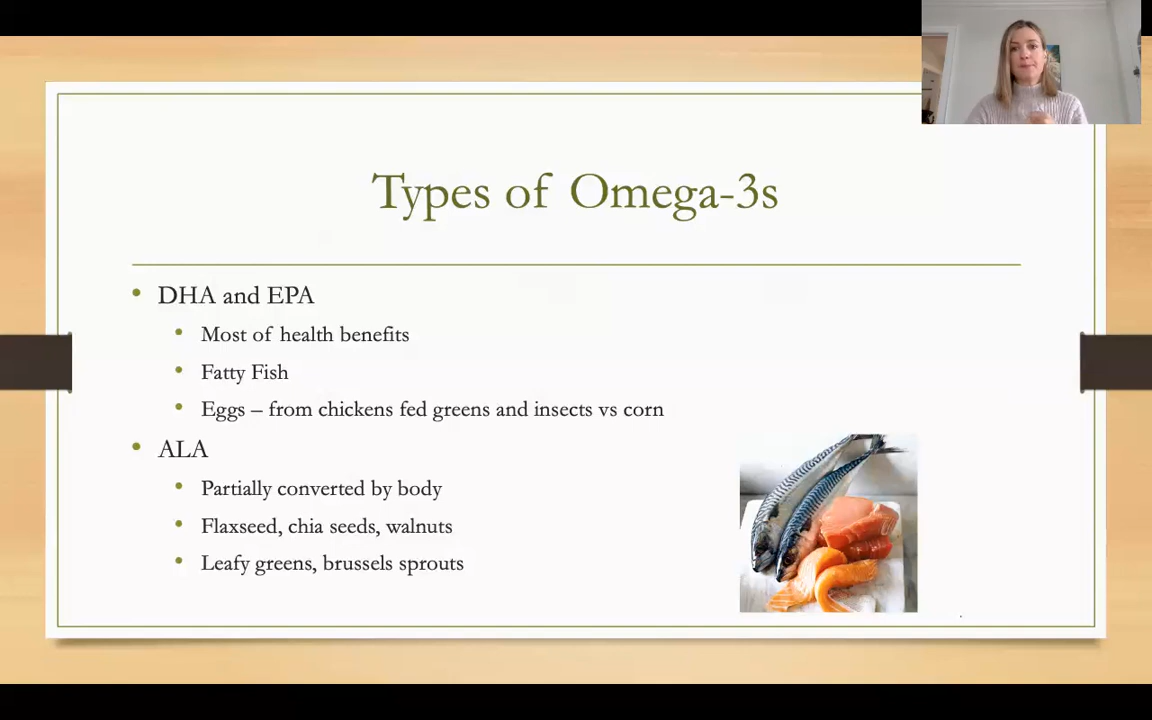 Types of Omega-3s
• DHA and EPA
• Most of health benefits
• Fatty Fish
• Eggs – from chickens fed greens and insects vs corn
• ALA
• Partially converted by body
• Flaxseed, chia seeds, walnuts
• Leafy greens, brussels sprouts